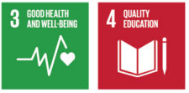 3 GOOD HEALTH
AND WELL-BEING
4 QUALITY
EDUCATION